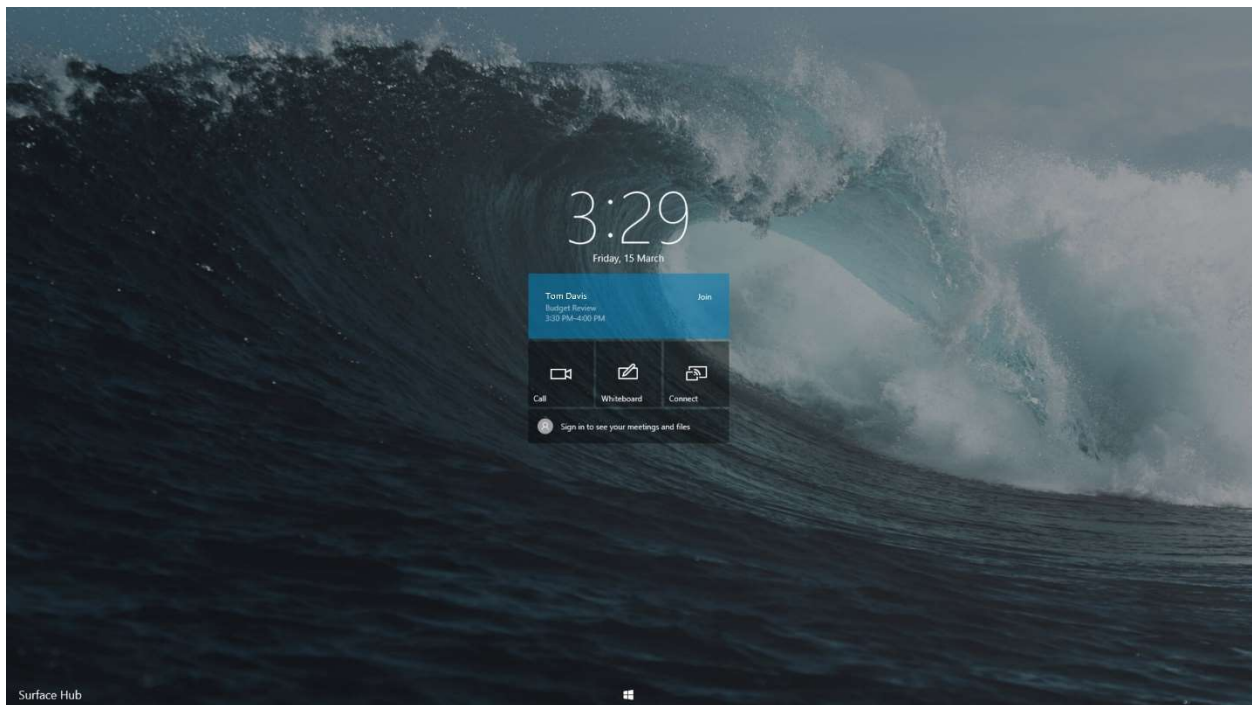 3:29
Friday, 15 March
Tom Davis
Join
Budget Review
3:30 PM–4:00 PM
Call
Whiteboard
Connect
Sign in to see your meetings and files
Surface Hub